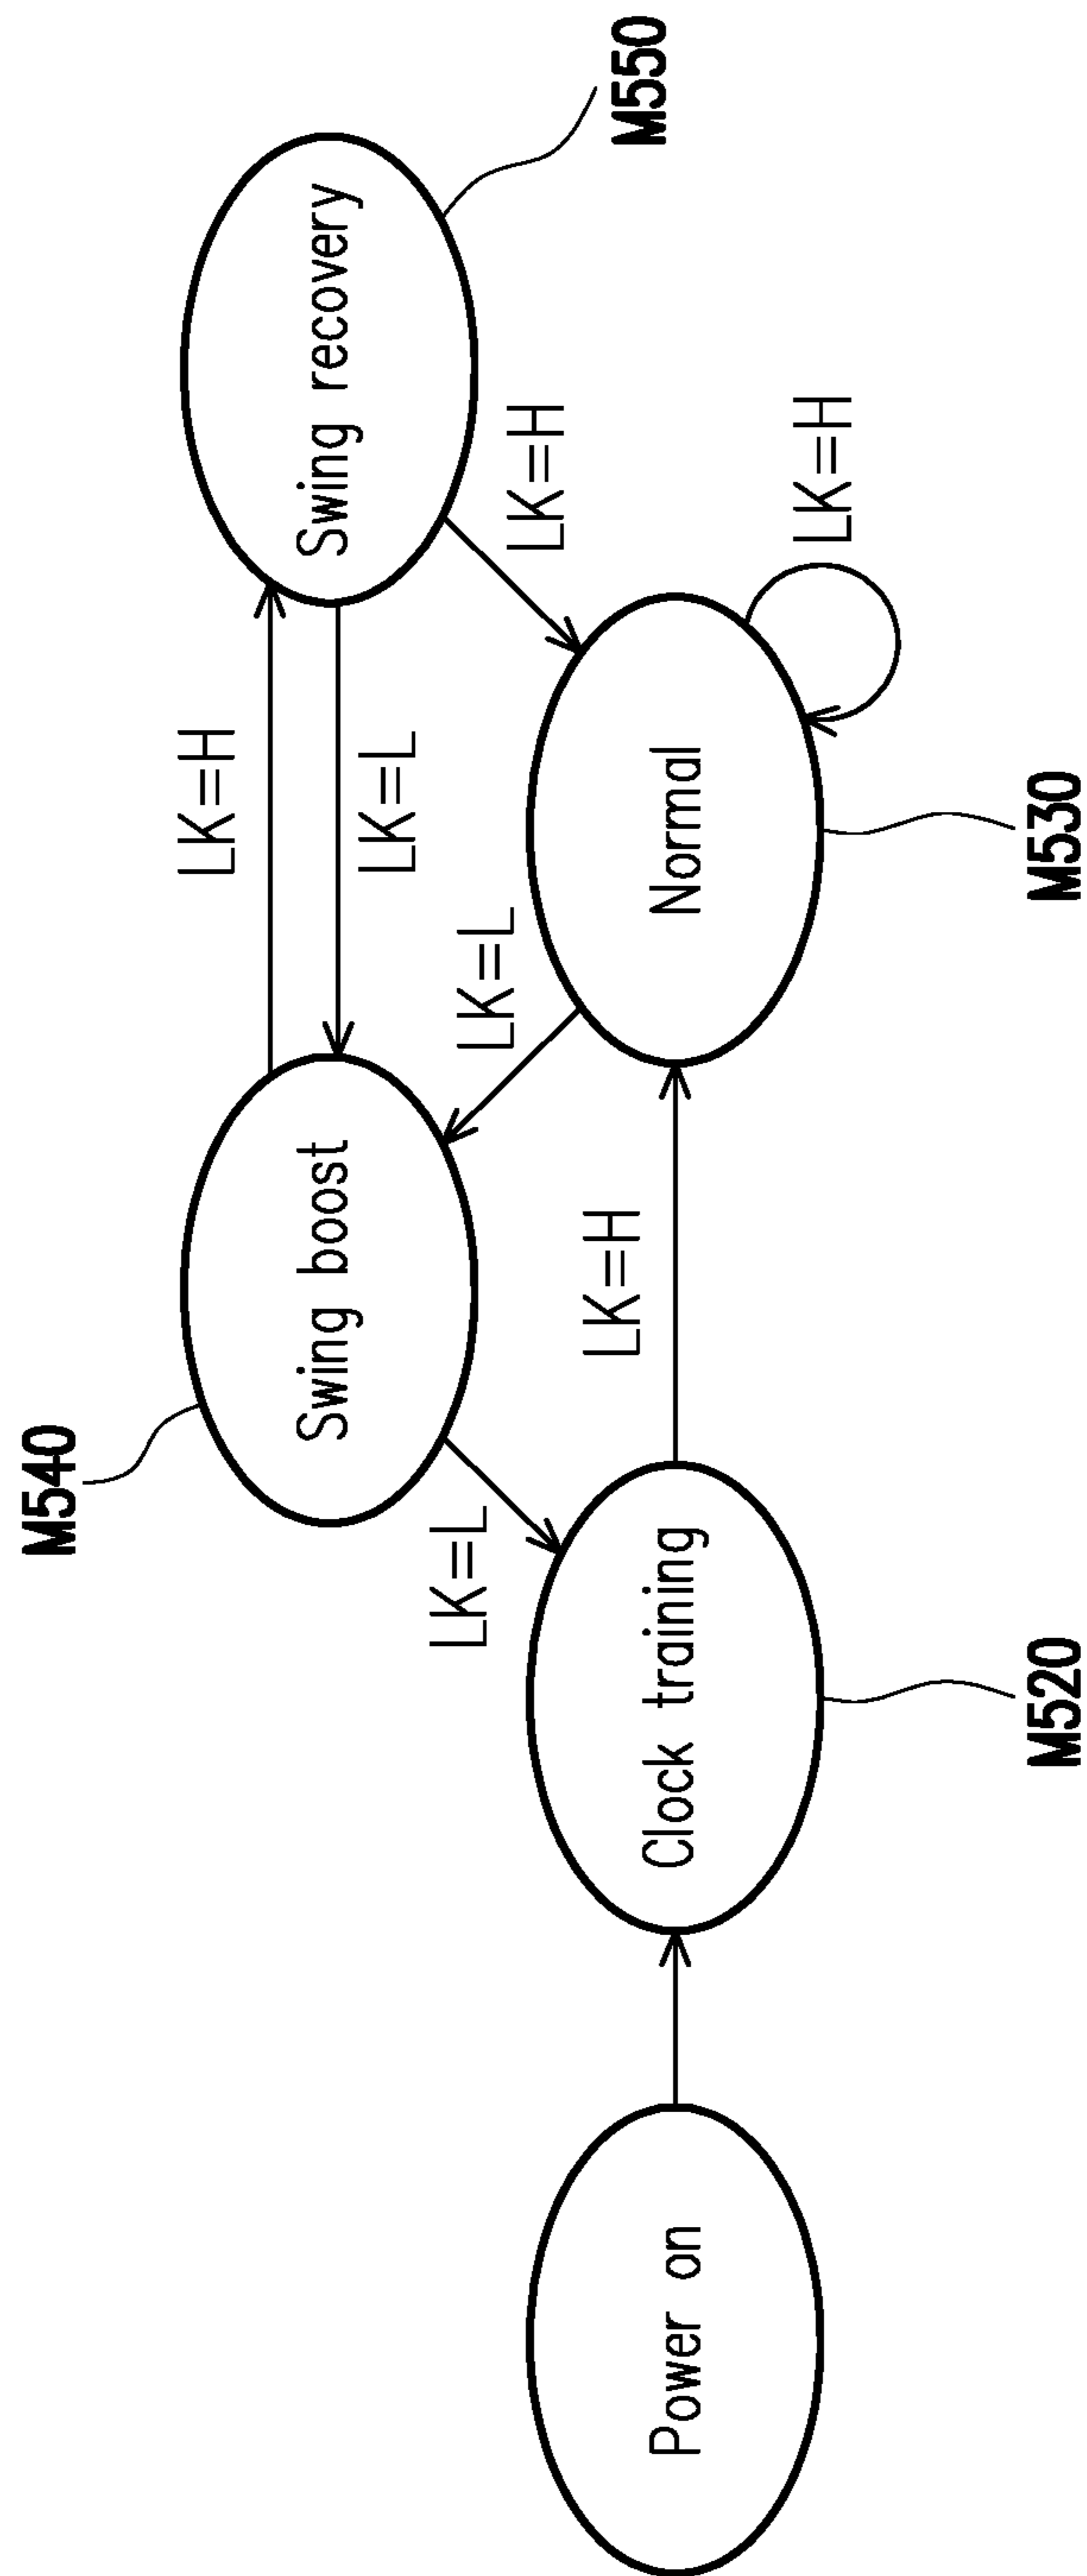 M540
M550
Swing boost
Swing recovery
LK=H
LK=L
LK=L
LK=L
LK=H
LK=H
LK=H
Power on
Clock training
Normal
M520
M530